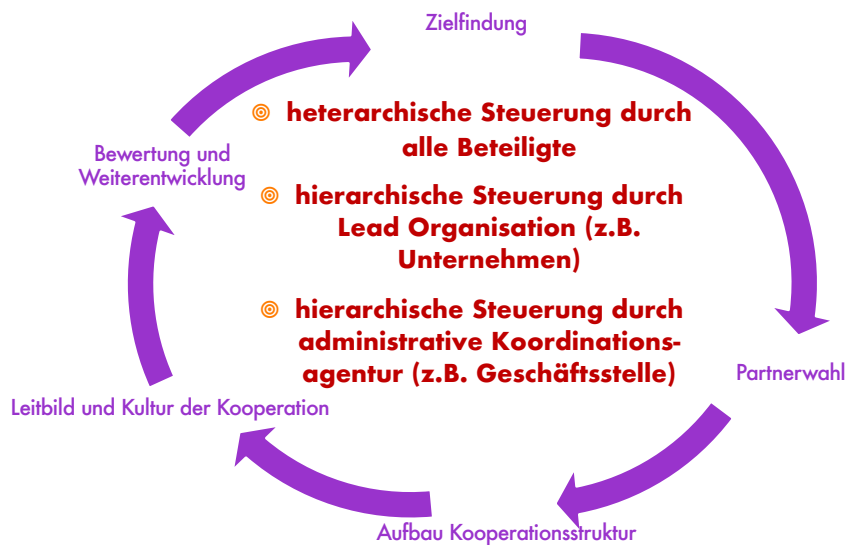 Zielfindung
heterarchische Steuerung durch
alle Beteiligte
Bewertung und
Weiterentwicklung
hierarchische Steuerung durch
Lead Organisation (z.B.
Unternehmen)
hierarchische Steuerung durch
administrative Koordinations-
agentur (z.B. Geschäftsstelle)
Partnerwahl
Leitbild und Kultur der Kooperation
Aufbau Kooperationsstruktur